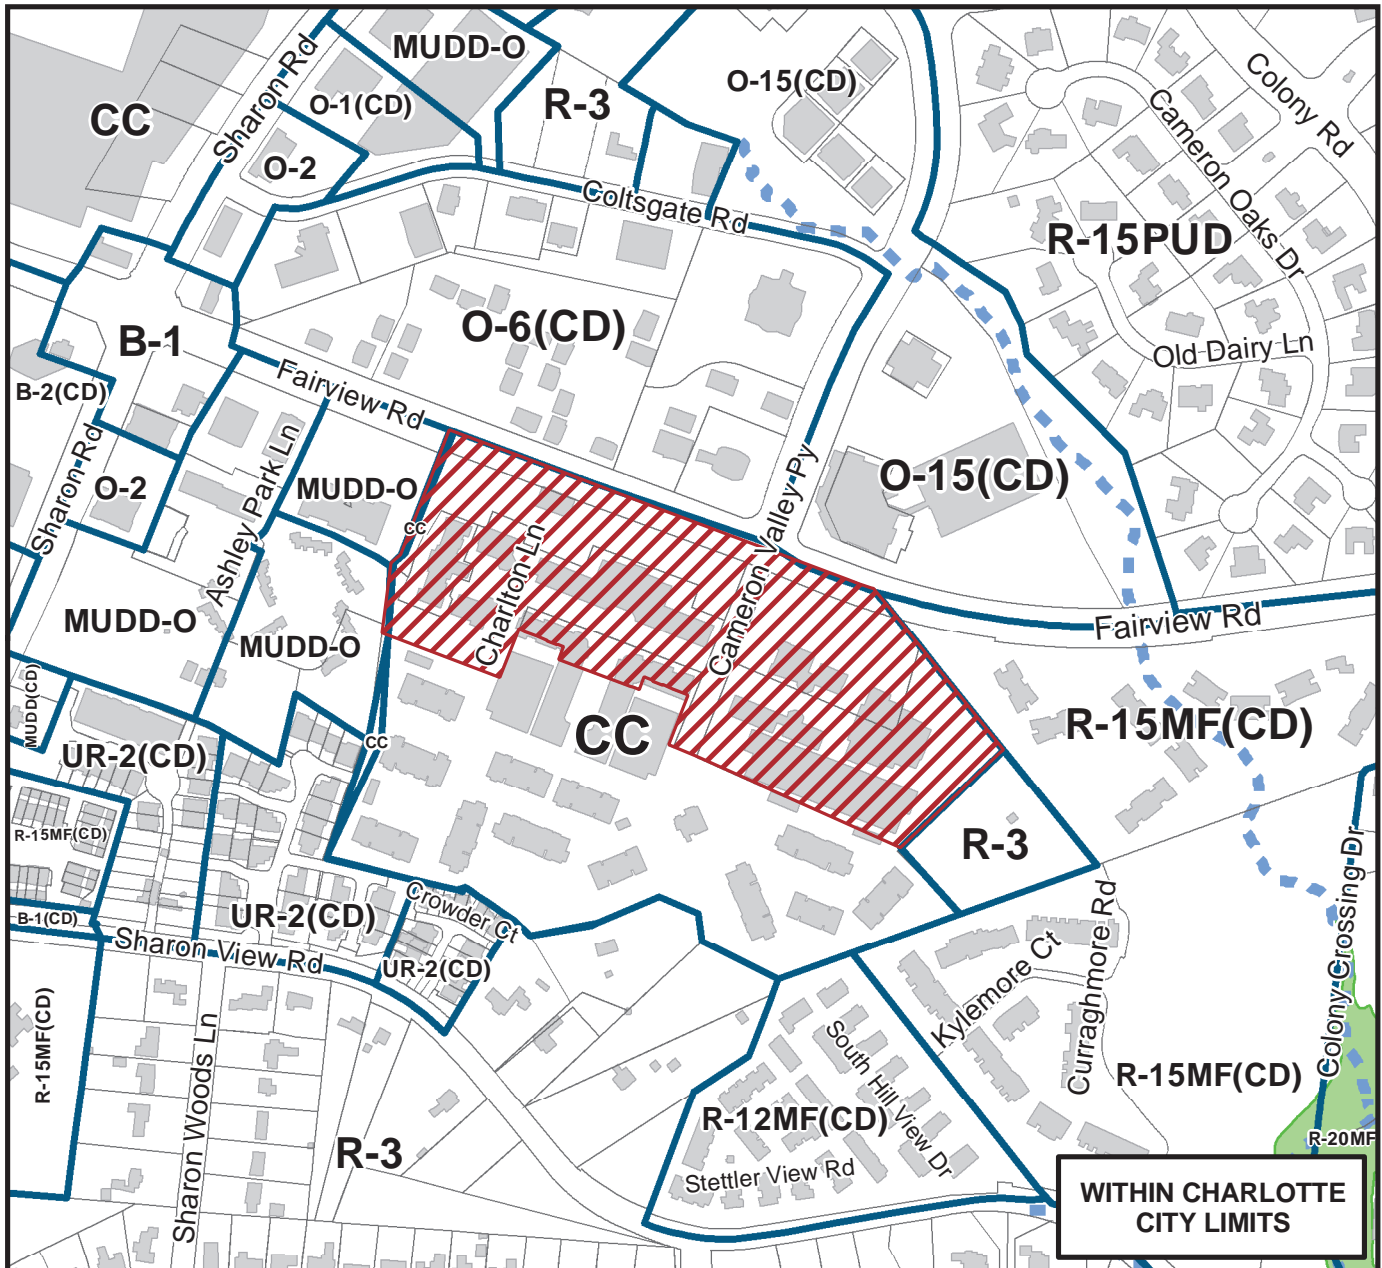 MUDD-O
Sharon Rd
CC
O-1(CD)
R-3
O-15(CD)
Colony Rd
Cameron Oaks Dr
O-2
Coltsgate Rd
R-15PUD
O-6(CD)
B-1
Old Dairy Ln
B-2(CD)
Fairview Rd
Sharon Rd
O-2
Ashley Park Ln
MUDD-O
CC
Charlton Ln
Cameron Valley Py
O-15(CD)
MUDD-O
MUDD-O
Fairview Rd
MUDD(CD)
UR-2(CD)
CC
CC
R-15MF(CD)
R-15MF(CD)
R-3
B-1(CD)
UR-2(CD)
Crowder Ct
Sharon View Rd
UR-2(CD)
Kylemore Ct
Curraghmore Rd
Colony Crossing Dr
R-15MF(CD)
Sharon Woods Ln
R-3
R-12MF(CD)
South Hill View Dr
Stettler View Rd
R-15MF(CD)
R-20MF
WITHIN CHARLOTTE
CITY LIMITS